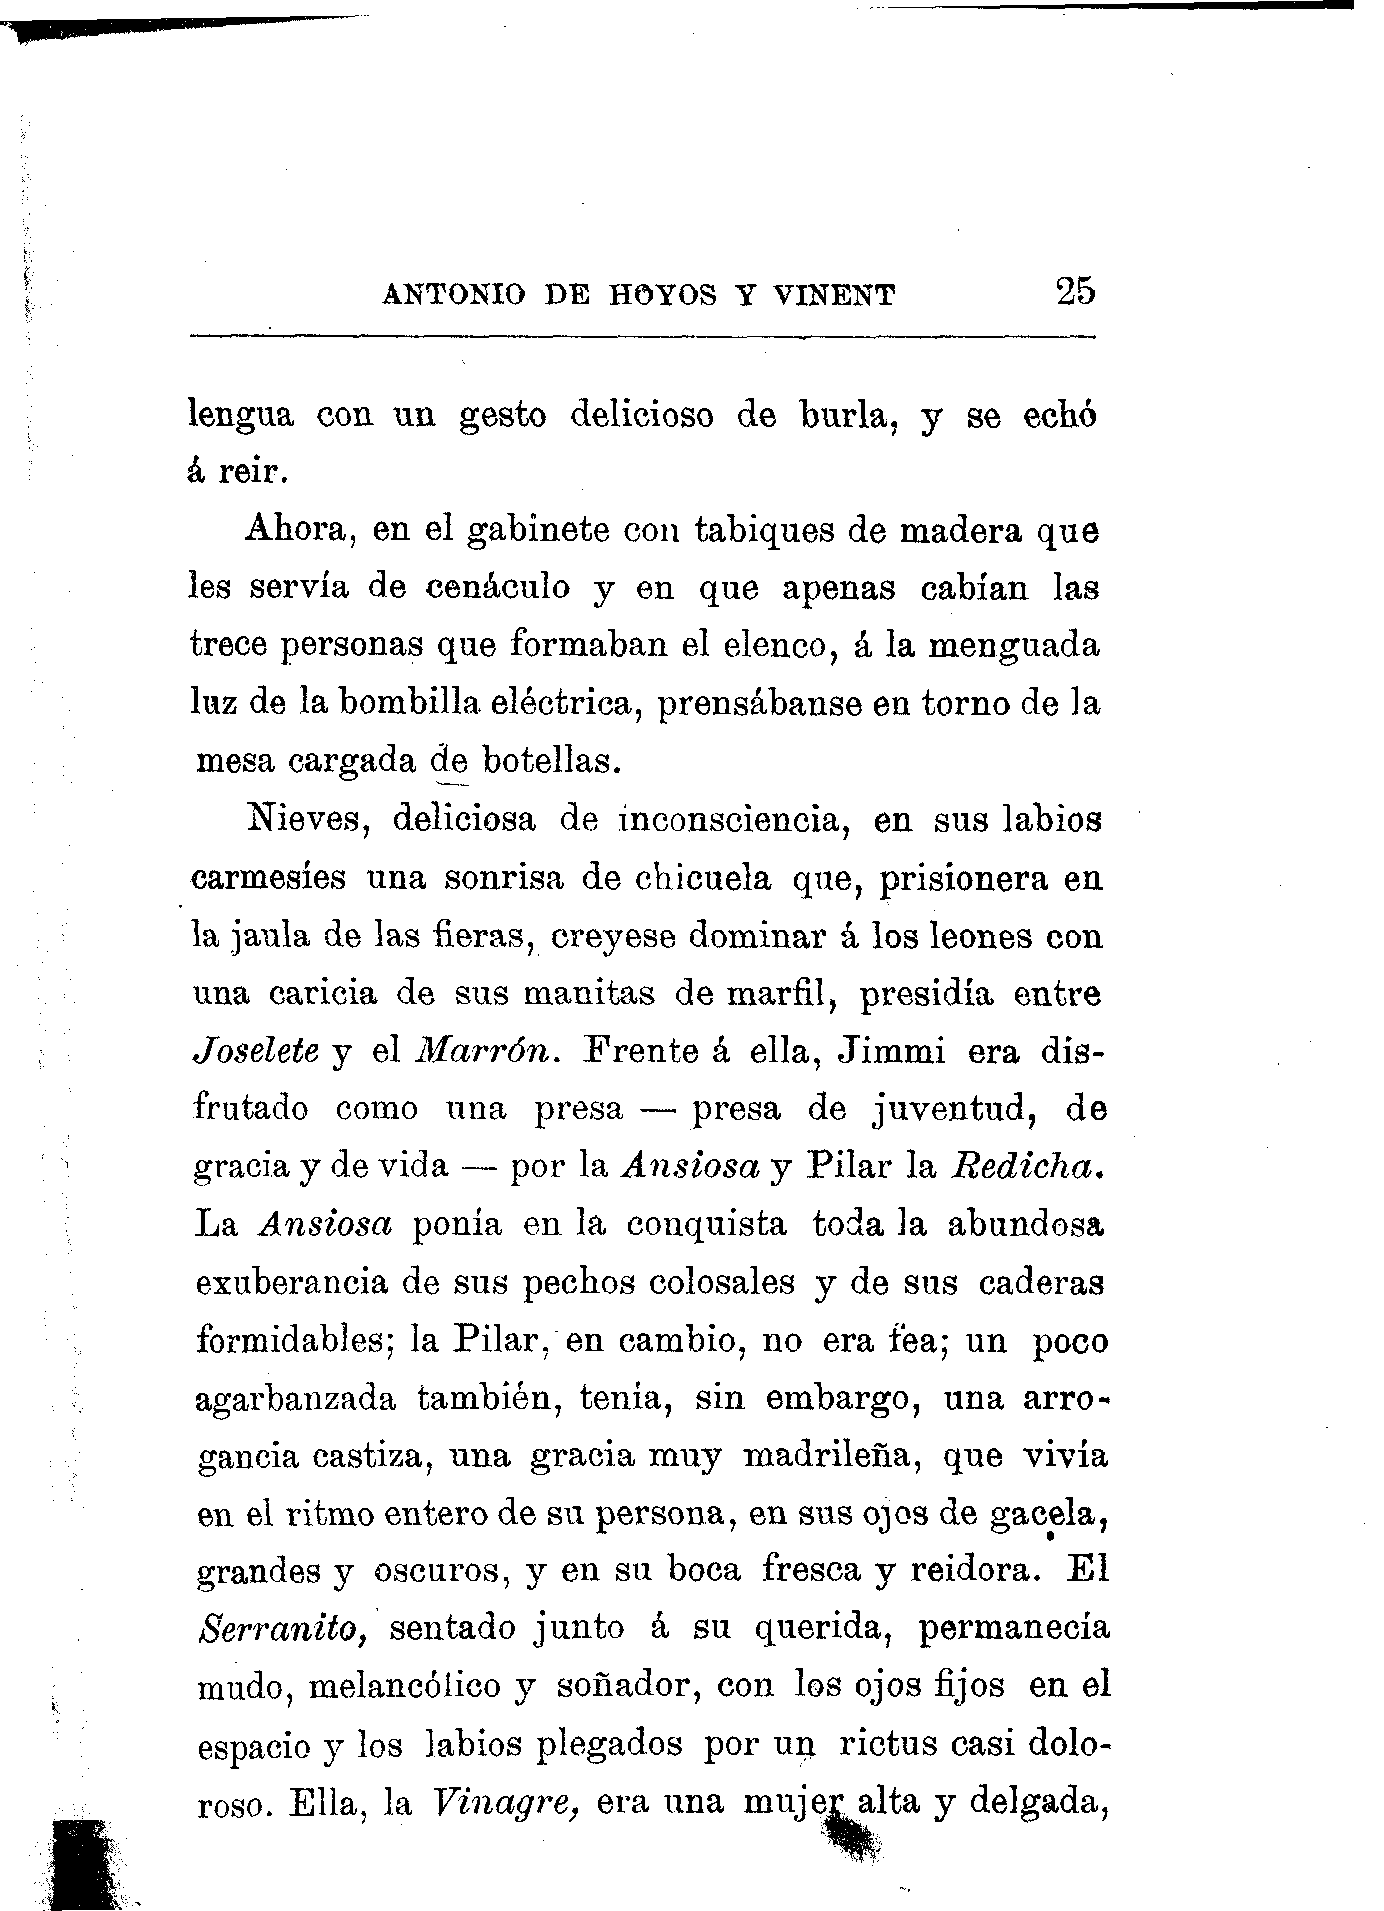 ANTONIO DE HOYOS Y VINENT 25
lengua con un gesto delicioso de burla, y se echó
á reir.
Ahora, en el gabinete con tabiques de madera que
les servía de cenáculo y en que apenas cabían las
trece personas que formaban el elenco, á la menguada
luz de la bombilla eléctrica, prensábanse en torno de la
mesa cargada de botellas.
Nieves, deliciosa de inconsciencia, en sus labios
carmesíes una sonrisa de chicuela que, prisionera en
la jaula de las fieras, creyese dominar á los leones con
una caricia de sus manitas de marfil, presidía entre
Joselete y el Marrón. Frente á ella, Jimmi era dis-
frutado como una presa — presa de juventud, de
gracia y de vida — por la Ansiosa y Pilar la Redicha.
La Ansiosa ponía en la conquista toda la abundosa
exuberancia de sus pechos colosales y de sus caderas
formidables; la Pilar, en cambio, no era fea; un poco
agarbanzada también, tenía, sin embargo, una arro-
gancia castiza, una gracia muy madrileña, que vivía
en el ritmo entero de su persona, en sus ojos de gacela,
grandes y oscuros, y en su boca fresca y reidora. El
Serranito, sentado junto á su querida, permanecía
mudo, melancólico y soñador, con los ojos fijos en el
espacio y los labios plegados por un rictus casi dolo-
roso. Ella, la Vinagre, era una mujer alta y delgada,